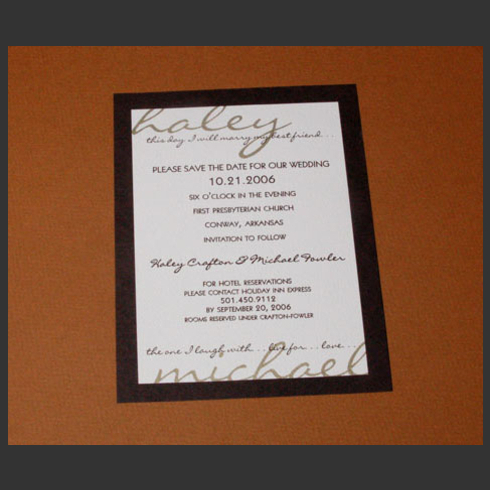 haley
this day I will marry my best friend...
PLEASE SAVE THE DATE FOR OUR WEDDING
10.21.2006
SIX O'CLOCK IN THE EVENING
FIRST PRESBYTERIAN CHURCH
CONWAY, ARKANSAS
INVITATION TO FOLLOW
Haley Crafton & Michael Fowler
FOR HOTEL RESERVATIONS
PLEASE CONTACT HOLIDAY INN EXPRESS
501.450.9112
BY SEPTEMBER 20, 2006
ROOMS RESERVED UNDER CRAFTON-FOWLER
the one I laugh with... live for... love...
michael